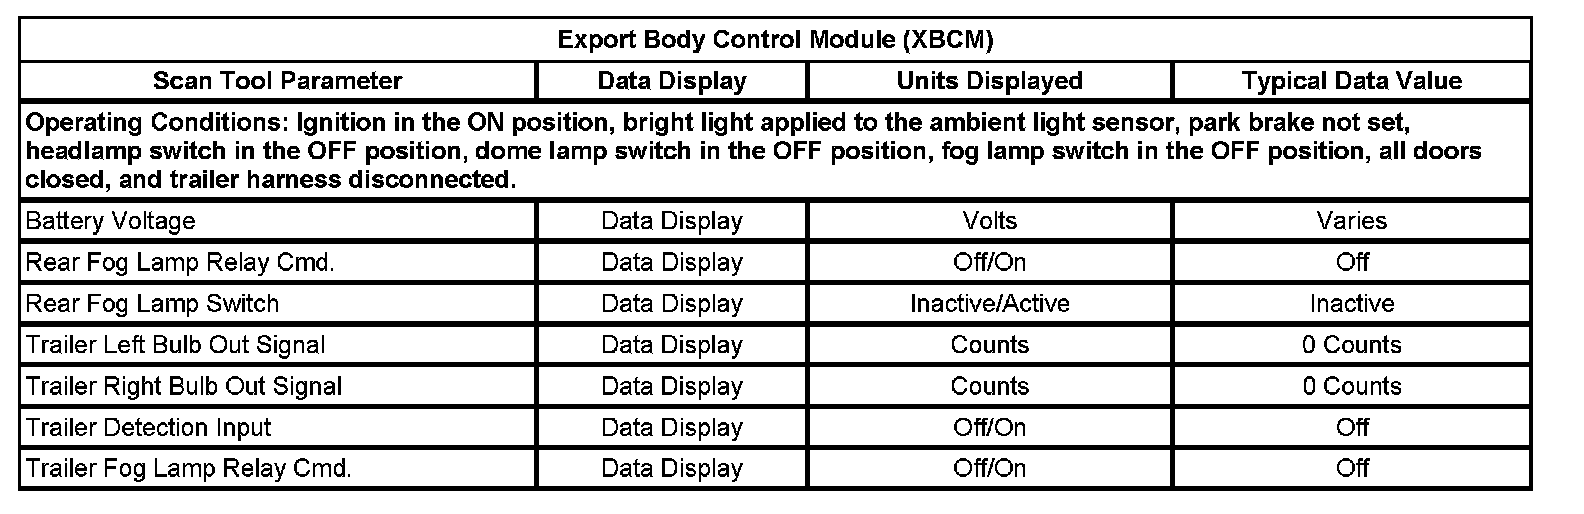 Export Body Control Module (XBCM)
Scan Tool Parameter Data Display Units Displayed Typical Data Value
Operating Conditions: Ignition in the ON position, bright light applied to the ambient light sensor, park brake not set,
headlamp switch in the OFF position, dome lamp switch in the OFF position, fog lamp switch in the OFF position, all doors
closed, and trailer harness disconnected.
Battery Voltage Data Display Volts Varies
Rear Fog Lamp Relay Cmd. Data Display Off/On Off
Rear Fog Lamp Switch Data Display Inactive/Active Inactive
Trailer Left Bulb Out Signal Data Display Counts 0 Counts
Trailer Right Bulb Out Signal Data Display Counts 0 Counts
Trailer Detection Input Data Display Off/On Off
Trailer Fog Lamp Relay Cmd. Data Display Off/On Off